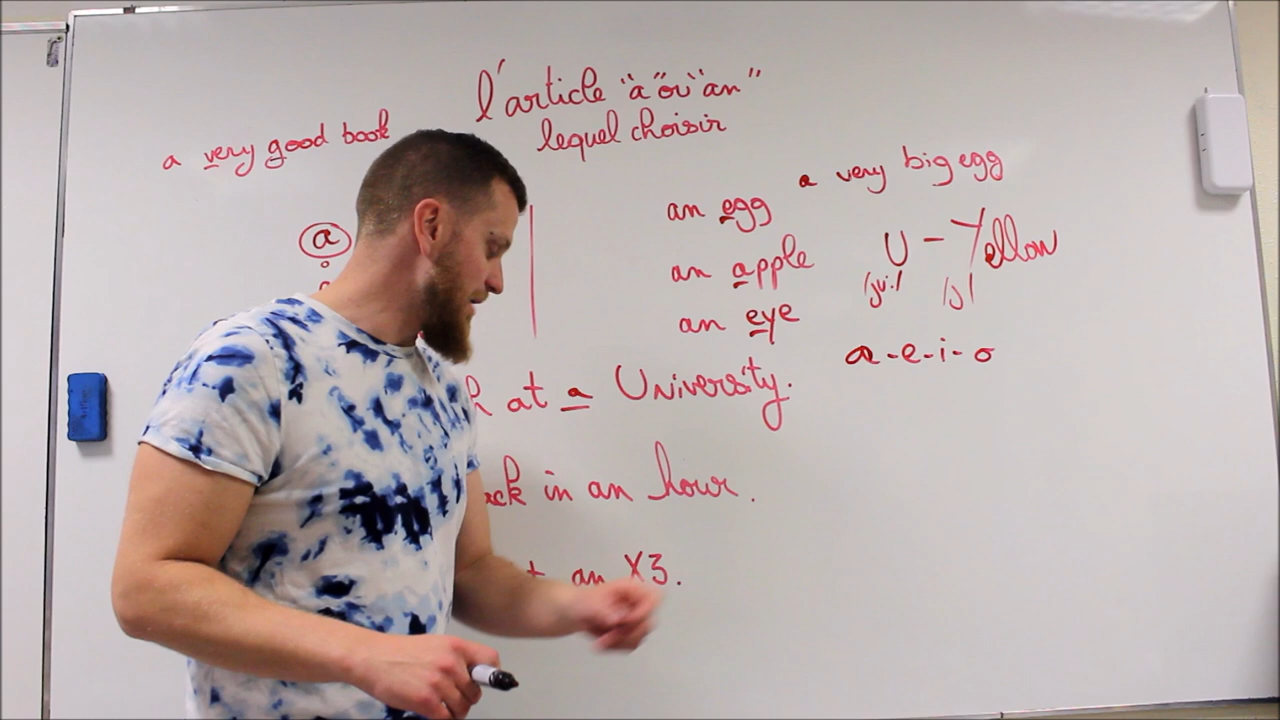 l'article "a" ou "an"
lequel choisir
a very good book
a very big egg
an egg
a
U - Yellow
/ju:/ /j/
an apple
an eye
a-e-i-o
at a University.
in an hour.
an X3.